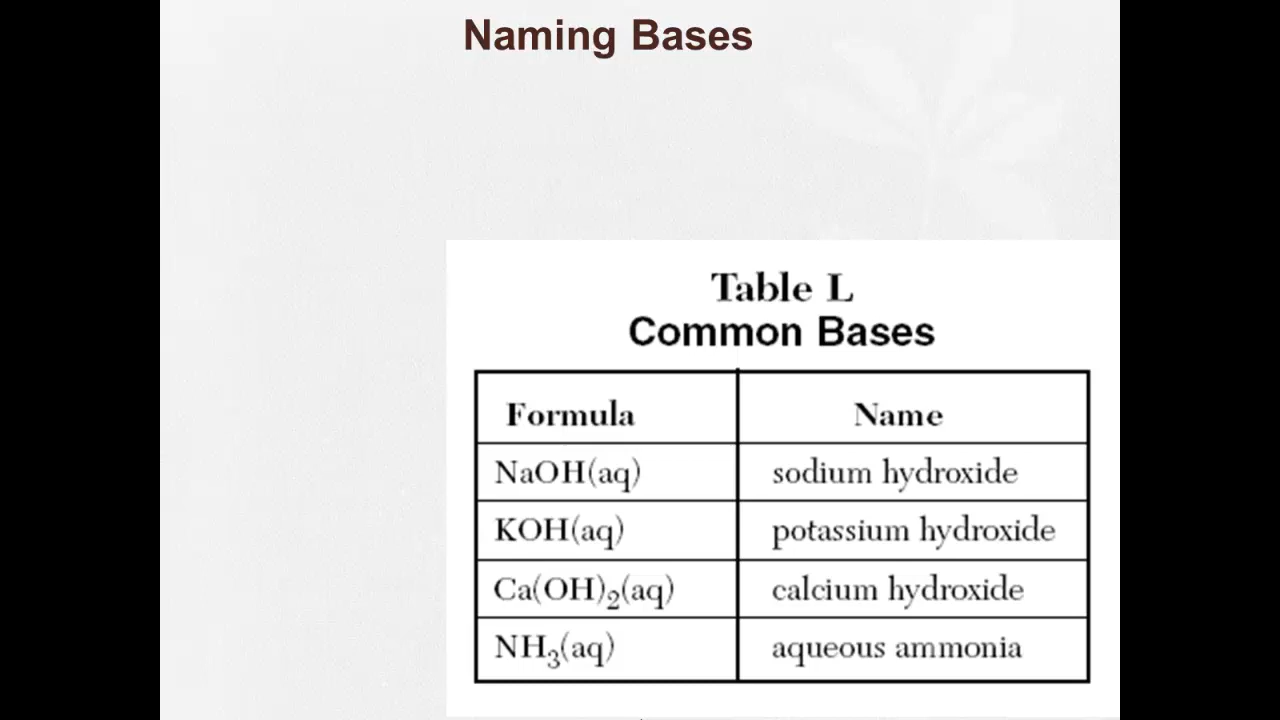 Naming Bases
Table L
Common Bases
Formula Name
NaOH(aq) sodium hydroxide
KOH(aq) potassium hydroxide
Ca(OH)₂(aq) calcium hydroxide
NH₃(aq) aqueous ammonia